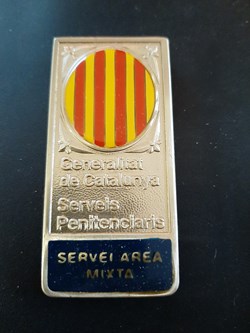 Generalitat
de Catalunya
Serveis
Penitenciaris
SERVEI AREA
MIXTA